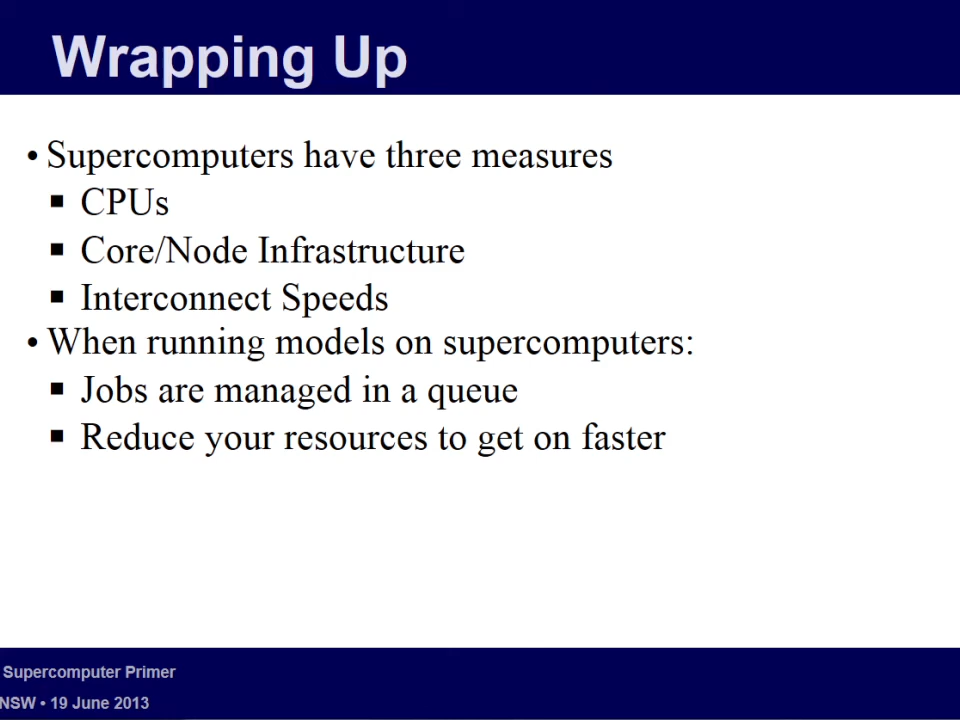 Wrapping Up
• Supercomputers have three measures
▪ CPUs
▪ Core/Node Infrastructure
▪ Interconnect Speeds
• When running models on supercomputers:
▪ Jobs are managed in a queue
▪ Reduce your resources to get on faster
Supercomputer Primer
NSW • 19 June 2013